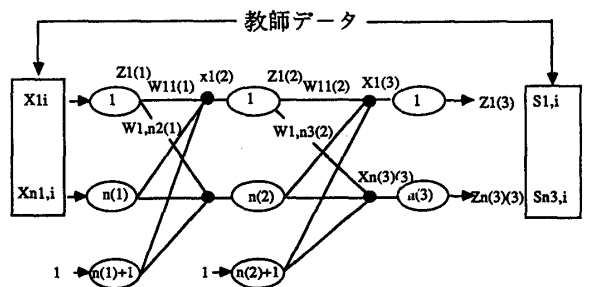 教師データ
Z1(1) x1(2) Z1(2) X1(3)
W11(1) W11(2)
X1i 1 1 1 Z1(3) S1,i
W1,n2(1) W1,n3(2)
Xn(3)(3)
Xn1,i n(1) n(2) n(3) Zn(3)(3) Sn3,i
1 n(1)+1 1 n(2)+1